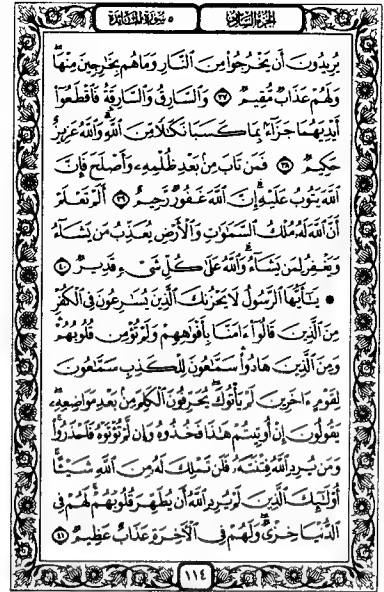 الجزء السادس
٥ سورة المائدة
يُرِيدُونَ أَن يَخْرُجُوا۟ مِنَ ٱلنَّارِ وَمَا هُم بِخَٰرِجِينَ مِنْهَا ۖ
وَلَهُمْ عَذَابٌ مُّقِيمٌ ٣٧ وَٱلسَّارِقُ وَٱلسَّارِقَةُ فَٱقْطَعُوٓا۟
أَيْدِيَهُمَا جَزَآءًۢ بِمَا كَسَبَا نَكَٰلًا مِّنَ ٱللَّهِ ۗ وَٱللَّهُ عَزِيزٌ
حَكِيمٌ ٣٨ فَمَن تَابَ مِنۢ بَعْدِ ظُلْمِهِۦ وَأَصْلَحَ فَإِنَّ
ٱللَّهَ يَتُوبُ عَلَيْهِ ۗ إِنَّ ٱللَّهَ غَفُورٌ رَّحِيمٌ ٣٩ أَلَمْ تَعْلَمْ
أَنَّ ٱللَّهَ لَهُۥ مُلْكُ ٱلسَّمَٰوَٰتِ وَٱلْأَرْضِ يُعَذِّبُ مَن يَشَآءُ
وَيَغْفِرُ لِمَن يَشَآءُ ۗ وَٱللَّهُ عَلَىٰ كُلِّ شَىْءٍ قَدِيرٌ ٤٠
۞ يَٰٓأَيُّهَا ٱلرَّسُولُ لَا يَحْزُنكَ ٱلَّذِينَ يُسَٰرِعُونَ فِى ٱلْكُفْرِ
مِنَ ٱلَّذِينَ قَالُوٓا۟ ءَامَنَّا بِأَفْوَٰهِهِمْ وَلَمْ تُؤْمِن قُلُوبُهُمْ ۛ
وَمِنَ ٱلَّذِينَ هَادُوا۟ ۛ سَمَّٰعُونَ لِلْكَذِبِ سَمَّٰعُونَ
لِقَوْمٍ ءَاخَرِينَ لَمْ يَأْتُوكَ ۖ يُحَرِّفُونَ ٱلْكَلِمَ مِنۢ بَعْدِ مَوَاضِعِهِۦ ۖ
يَقُولُونَ إِنْ أُوتِيتُمْ هَٰذَا فَخُذُوهُ وَإِن لَّمْ تُؤْتَوْهُ فَٱحْذَرُوا۟ ۚ
وَمَن يُرِدِ ٱللَّهُ فِتْنَتَهُۥ فَلَن تَمْلِكَ لَهُۥ مِنَ ٱللَّهِ شَيْـًٔا ۚ
أُو۟لَٰٓئِكَ ٱلَّذِينَ لَمْ يُرِدِ ٱللَّهُ أَن يُطَهِّرَ قُلُوبَهُمْ ۚ لَهُمْ فِى
ٱلدُّنْيَا خِزْىٌ ۖ وَلَهُمْ فِى ٱلْءَاخِرَةِ عَذَابٌ عَظِيمٌ ٤١
١١٤